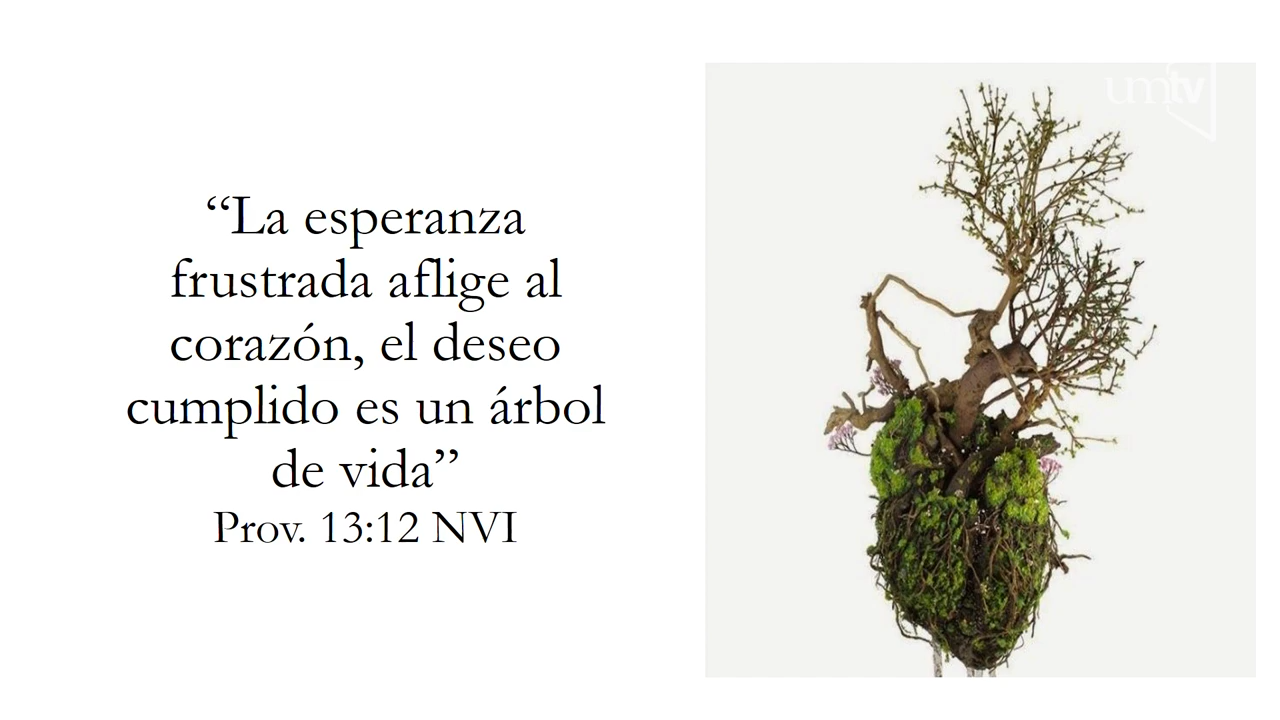 “La esperanza
frustrada aflige al
corazón, el deseo
cumplido es un árbol
de vida”
Prov. 13:12 NVI
umtv